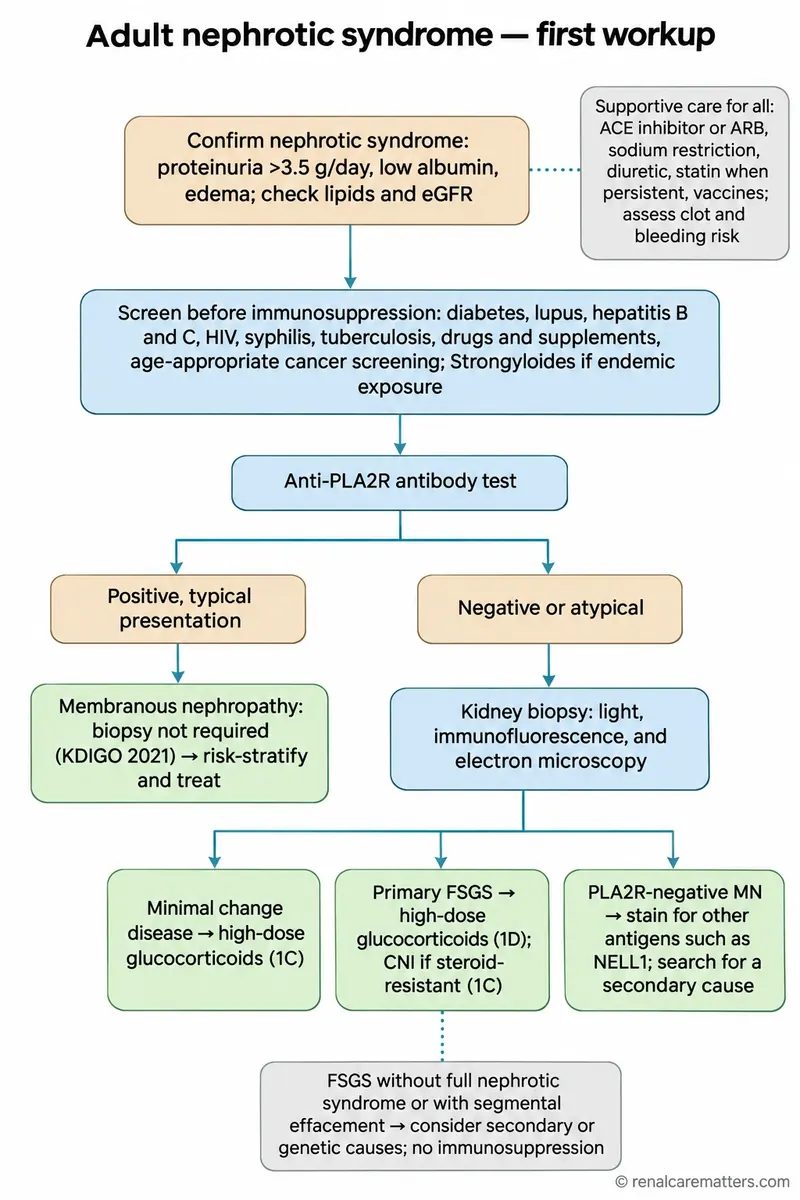 Adult nephrotic syndrome — first workup
Confirm nephrotic syndrome:
proteinuria >3.5 g/day, low albumin,
edema; check lipids and eGFR
Supportive care for all:
ACE inhibitor or ARB,
sodium restriction,
diuretic, statin when
persistent, vaccines;
assess clot and
bleeding risk
Screen before immunosuppression: diabetes, lupus, hepatitis B
and C, HIV, syphilis, tuberculosis, drugs and supplements,
age-appropriate cancer screening; Strongyloides if endemic
exposure
Anti-PLA2R antibody test
Positive, typical
presentation
Negative or atypical
Membranous nephropathy:
biopsy not required
(KDIGO 2021) → risk-stratify
and treat
Kidney biopsy: light,
immunofluorescence, and
electron microscopy
Minimal change
disease → high-dose
glucocorticoids (1C)
Primary FSGS →
high-dose
glucocorticoids (1D);
CNI if steroid-
resistant (1C)
PLA2R-negative MN
→ stain for other
antigens such as
NELL1; search for a
secondary cause
FSGS without full nephrotic
syndrome or with segmental
effacement → consider secondary or
genetic causes; no immunosuppression
© renalcarematters.com